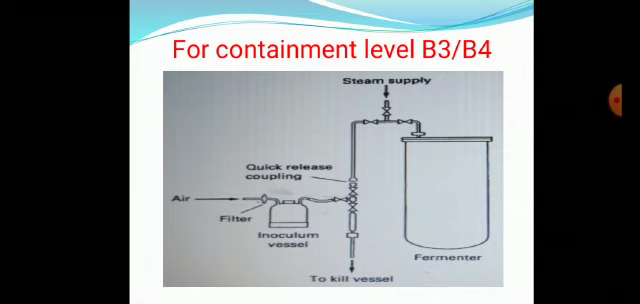 For containment level B3/B4
Steam supply
Quick release
coupling
Air
Filter
Inoculum
vessel
Fermenter
To kill vessel